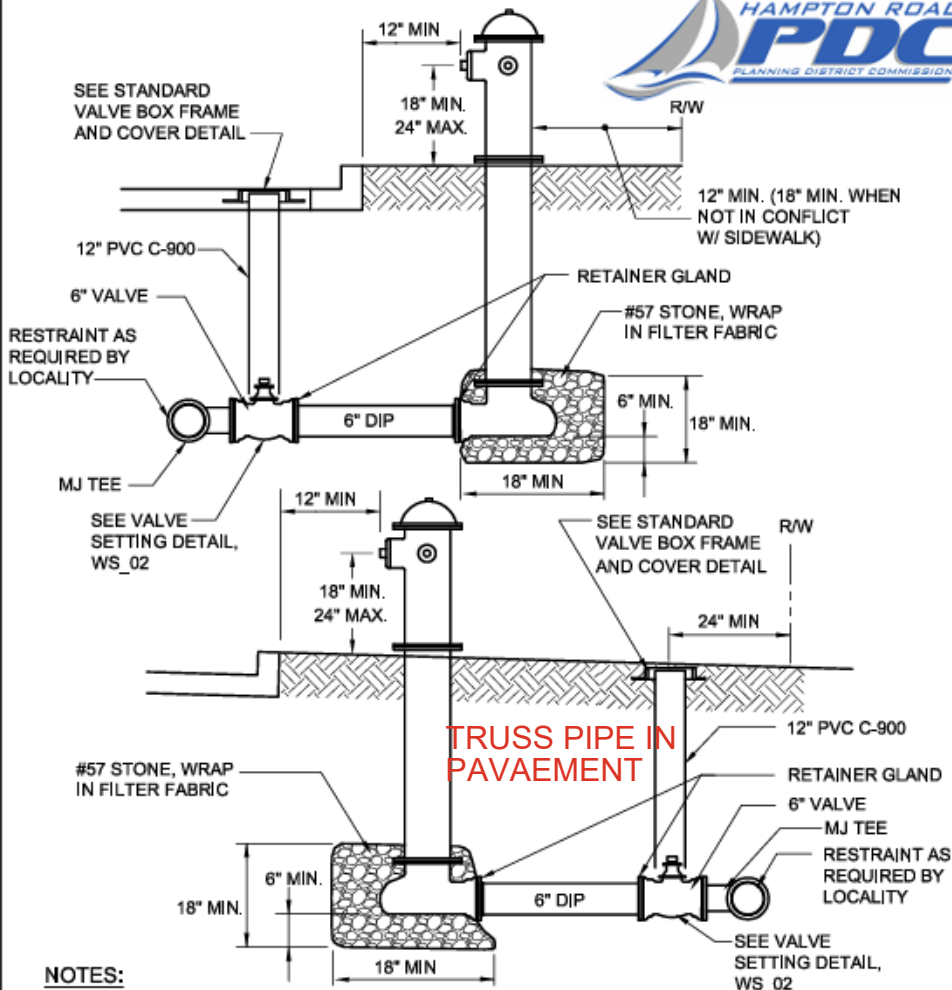 HAMPTON ROAD
PDC
PLANNING DISTRICT COMMISSION
12" MIN
SEE STANDARD
VALVE BOX FRAME
AND COVER DETAIL
18" MIN.
24" MAX.
R/W
12" MIN. (18" MIN. WHEN
NOT IN CONFLICT
W/ SIDEWALK)
12" PVC C-900
RETAINER GLAND
6" VALVE
#57 STONE, WRAP
IN FILTER FABRIC
RESTRAINT AS
REQUIRED BY
LOCALITY
6" DIP
6" MIN.
18" MIN.
18" MIN
MJ TEE
SEE VALVE
SETTING DETAIL,
WS_02
12" MIN
SEE STANDARD
VALVE BOX FRAME
AND COVER DETAIL
R/W
18" MIN.
24" MAX.
24" MIN
TRUSS PIPE IN
PAVAEMENT
12" PVC C-900
#57 STONE, WRAP
IN FILTER FABRIC
RETAINER GLAND
6" VALVE
MJ TEE
RESTRAINT AS
REQUIRED BY
LOCALITY
6" MIN.
18" MIN.
6" DIP
18" MIN
SEE VALVE
SETTING DETAIL,
WS_02
NOTES: